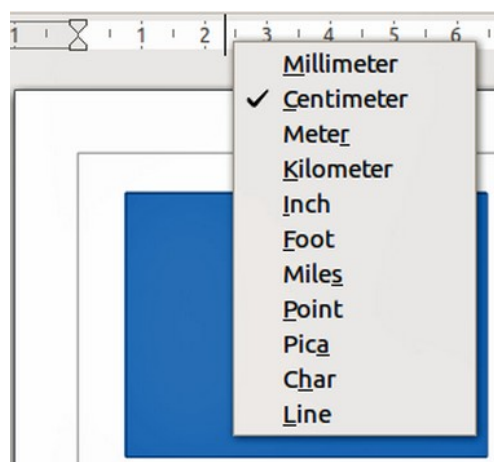 1 1 2 3 4 5 6
Millimeter
Centimeter
Meter
Kilometer
Inch
Foot
Miles
Point
Pica
Char
Line